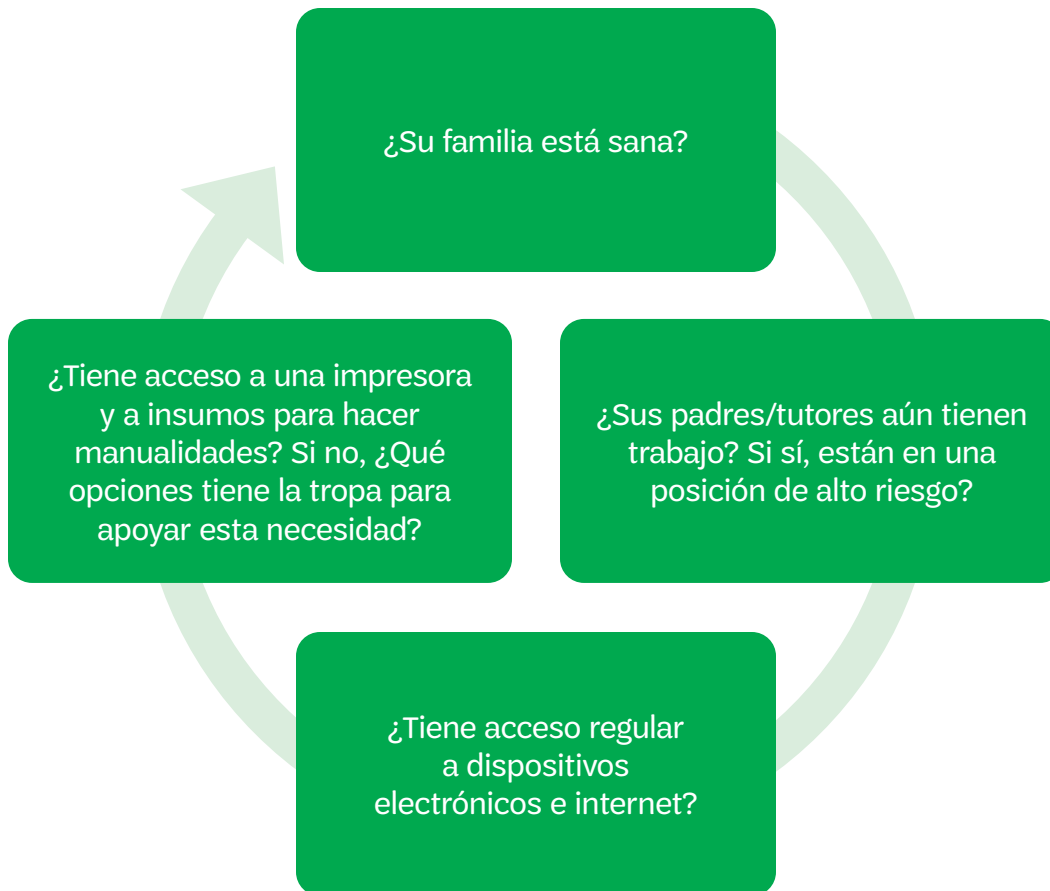 ¿Su familia está sana?
¿Sus padres/tutores aún tienen
trabajo? Si sí, están en una
posición de alto riesgo?
¿Tiene acceso regular
a dispositivos
electrónicos e internet?
¿Tiene acceso a una impresora
y a insumos para hacer
manualidades? Si no, ¿Qué
opciones tiene la tropa para
apoyar esta necesidad?